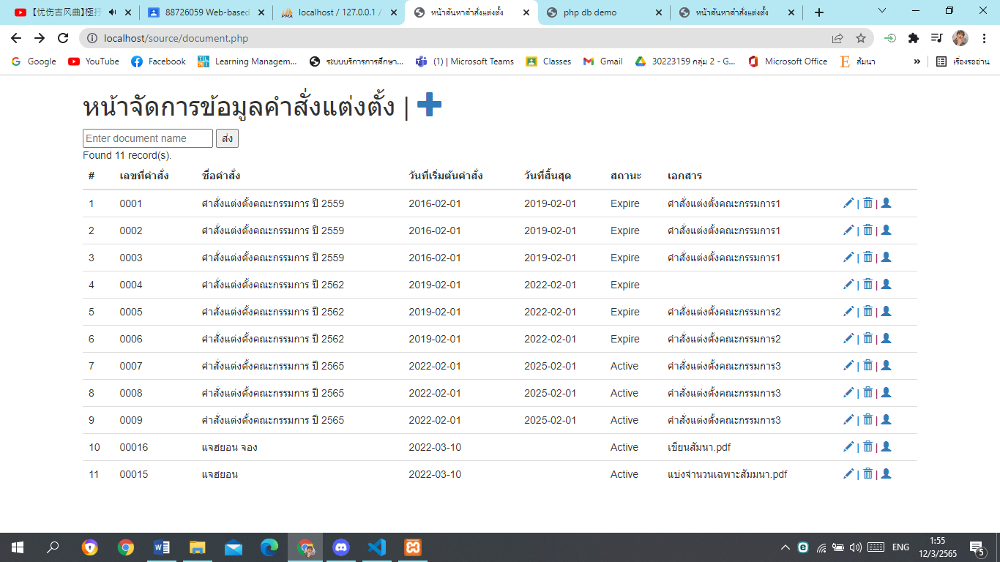 【优伤古风曲】
88726059 Web-based
localhost / 127.0.0.1 /
หน้าค้นหาคำสั่งแต่งตั้ง
php db demo
หน้าค้นหาคำสั่งแต่งตั้ง
localhost/source/document.php
Google
YouTube
Facebook
Learning Managem...
ระบบบริการการศึกษา...
(1) | Microsoft Teams
Classes
Gmail
30223159 กลุ่ม 2 - G...
Microsoft Office
สัมนา
»
เรื่องรออ่าน
หน้าจัดการข้อมูลคำสั่งแต่งตั้ง |
Enter document name ส่ง
Found 11 record(s).
# เลขที่คำสั่ง ชื่อคำสั่ง วันที่เริ่มต้นคำสั่ง วันที่สิ้นสุด สถานะ เอกสาร
1 0001 คำสั่งแต่งตั้งคณะกรรมการ ปี 2559 2016-02-01 2019-02-01 Expire คำสั่งแต่งตั้งคณะกรรมการ1 | |
2 0002 คำสั่งแต่งตั้งคณะกรรมการ ปี 2559 2016-02-01 2019-02-01 Expire คำสั่งแต่งตั้งคณะกรรมการ1 | |
3 0003 คำสั่งแต่งตั้งคณะกรรมการ ปี 2559 2016-02-01 2019-02-01 Expire คำสั่งแต่งตั้งคณะกรรมการ1 | |
4 0004 คำสั่งแต่งตั้งคณะกรรมการ ปี 2562 2019-02-01 2022-02-01 Expire | |
5 0005 คำสั่งแต่งตั้งคณะกรรมการ ปี 2562 2019-02-01 2022-02-01 Expire คำสั่งแต่งตั้งคณะกรรมการ2 | |
6 0006 คำสั่งแต่งตั้งคณะกรรมการ ปี 2562 2019-02-01 2022-02-01 Expire คำสั่งแต่งตั้งคณะกรรมการ2 | |
7 0007 คำสั่งแต่งตั้งคณะกรรมการ ปี 2565 2022-02-01 2025-02-01 Active คำสั่งแต่งตั้งคณะกรรมการ3 | |
8 0008 คำสั่งแต่งตั้งคณะกรรมการ ปี 2565 2022-02-01 2025-02-01 Active คำสั่งแต่งตั้งคณะกรรมการ3 | |
9 0009 คำสั่งแต่งตั้งคณะกรรมการ ปี 2565 2022-02-01 2025-02-01 Active คำสั่งแต่งตั้งคณะกรรมการ3 | |
10 00016 แจฮยอน จอง 2022-03-10 Active เขียนสัมนา.pdf | |
11 00015 แจฮยอน 2022-03-10 Active แบ่งจำนวนเฉพาะสัมมนา.pdf | |
ENG
1:55
12/3/2565
5